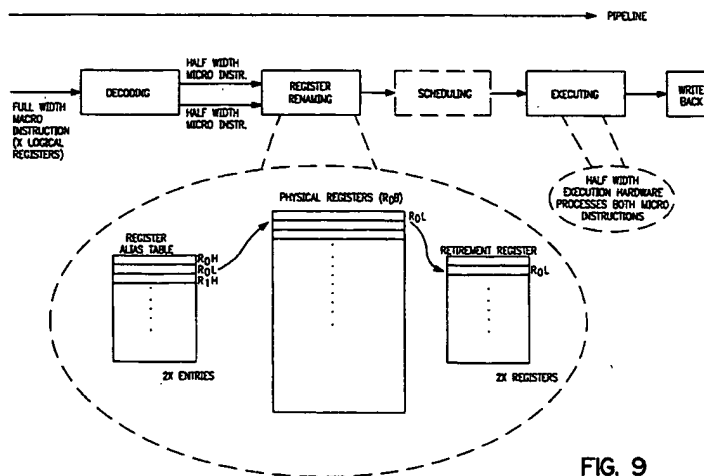 PIPELINE
HALF WIDTH
MICRO INSTR.
DECODING
REGISTER
RENAMING
SCHEDULING
EXECUTING
WRITE
BACK
FULL WIDTH
MACRO
INSTRUCTION
(X LOGICAL
REGISTERS)
HALF WIDTH
MICRO INSTR.
HALF WIDTH
EXECUTION HARDWARE
PROCESSES BOTH MICRO
INSTRUCTIONS
PHYSICAL REGISTERS (ROB)
R0L
REGISTER
ALIAS TABLE
R0H
R0L
R1H
RETIREMENT REGISTER
R0L
2X ENTRIES
2X REGISTERS
FIG. 9